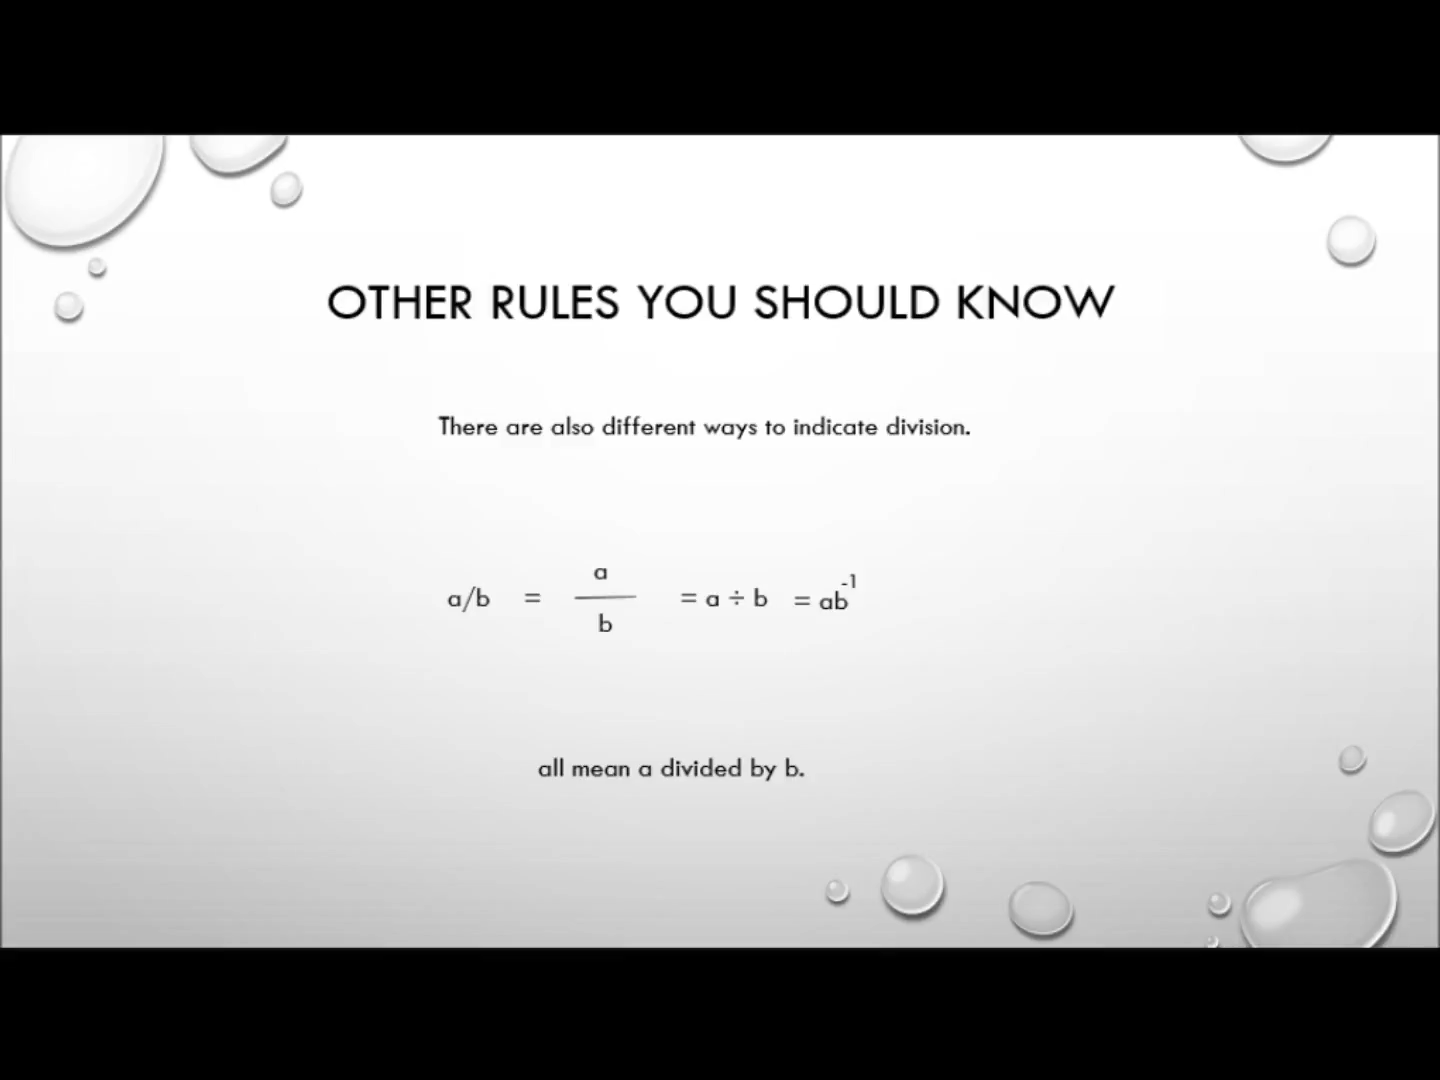 OTHER RULES YOU SHOULD KNOW
There are also different ways to indicate division.
a/b = a/b = a ÷ b = ab⁻¹
all mean a divided by b.